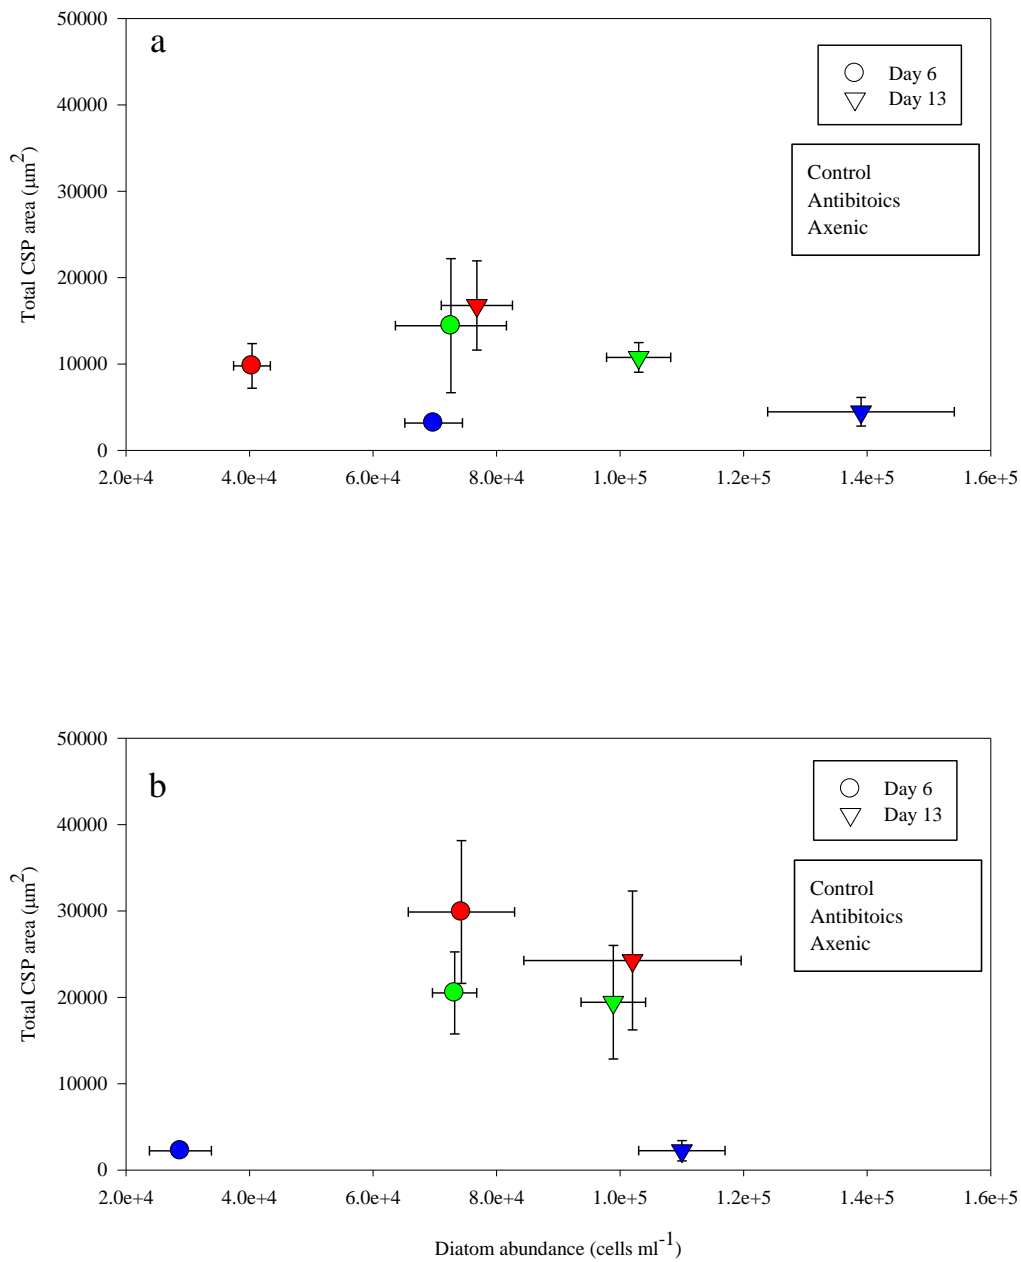 50000
a
Day 6
Day 13
40000
Control
Antibitoics
Axenic
30000
20000
10000
0
Total CSP area (μm2)
2.0e+4 4.0e+4 6.0e+4 8.0e+4 1.0e+5 1.2e+5 1.4e+5 1.6e+5
50000
b
Day 6
Day 13
40000
Control
Antibitoics
Axenic
30000
20000
10000
0
Total CSP area (μm2)
2.0e+4 4.0e+4 6.0e+4 8.0e+4 1.0e+5 1.2e+5 1.4e+5 1.6e+5
Diatom abundance (cells ml-1)